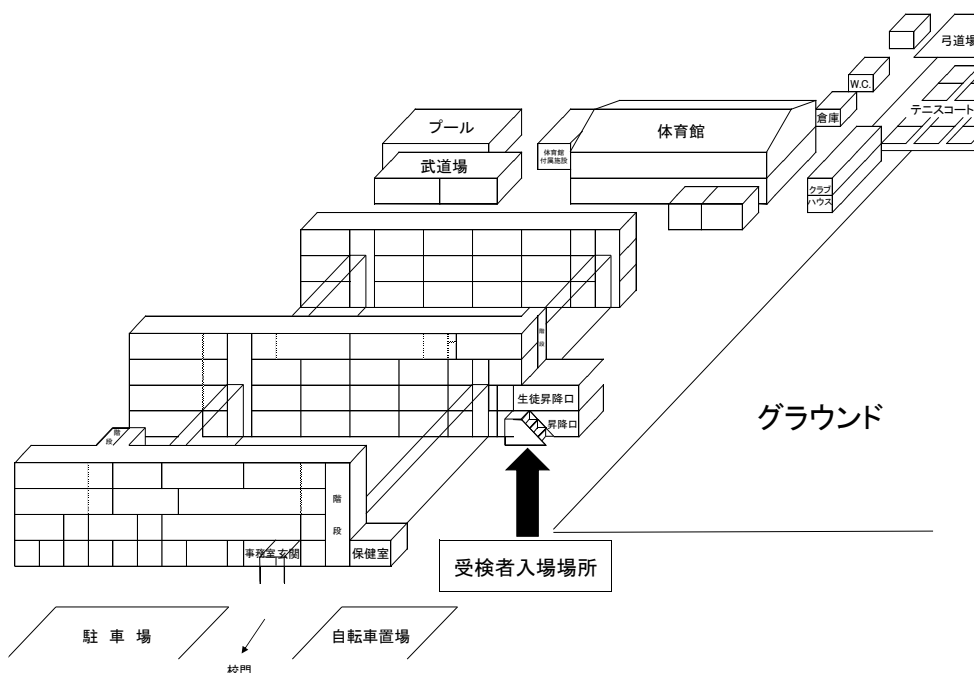 弓道場
W.C.
テニスコート
倉庫
プール
体育館
体育館
付属施設
武道場
クラブ
ハウス
階
段
生徒昇降口
昇降口
グラウンド
階
段
階
段
事務室
玄関
保健室
受検者入場場所
駐 車 場
自転車置場
校門